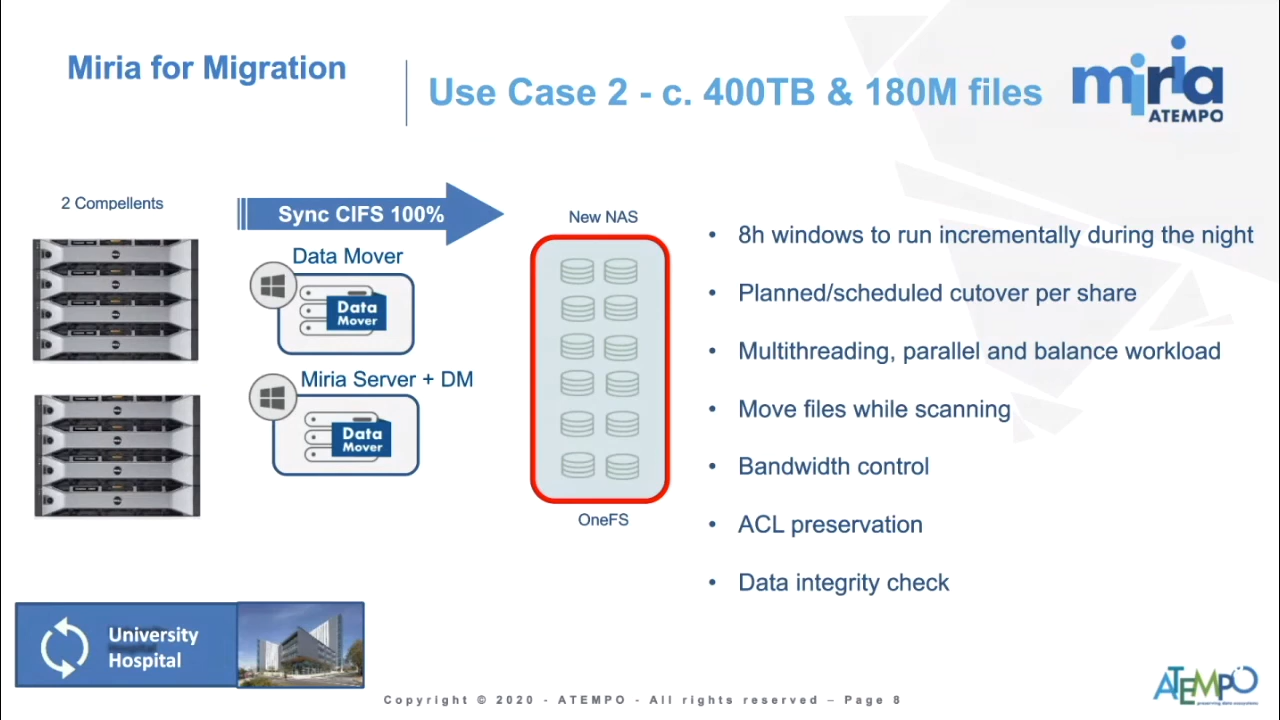 Miria for Migration
Use Case 2 - c. 400TB & 180M files
miria
ATEMPO
2 Compellents
Sync CIFS 100%
Data Mover
Data
Mover
Miria Server + DM
Data
Mover
New NAS
OneFS
• 8h windows to run incrementally during the night
• Planned/scheduled cutover per share
• Multithreading, parallel and balance workload
• Move files while scanning
• Bandwidth control
• ACL preservation
• Data integrity check
University
Hospital
Copyright © 2020 - ATEMPO - All rights reserved – Page 8
ATEMPO
preserving data ecosystems